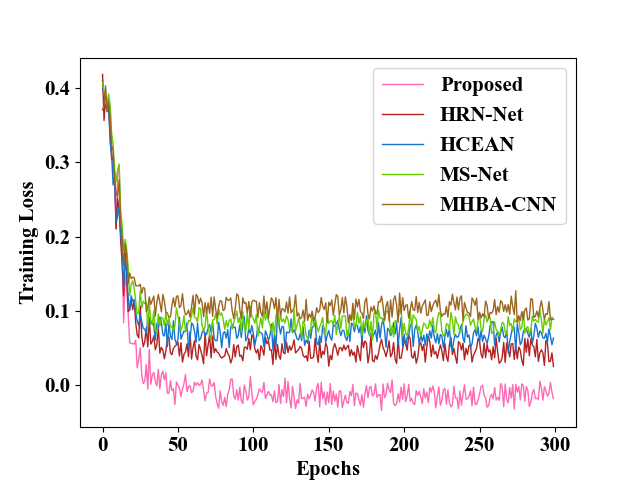 Proposed
HRN-Net
HCEAN
MS-Net
MHBA-CNN
0.4
0.3
0.2
0.1
0.0
Training Loss
0 50 100 150 200 250 300
Epochs